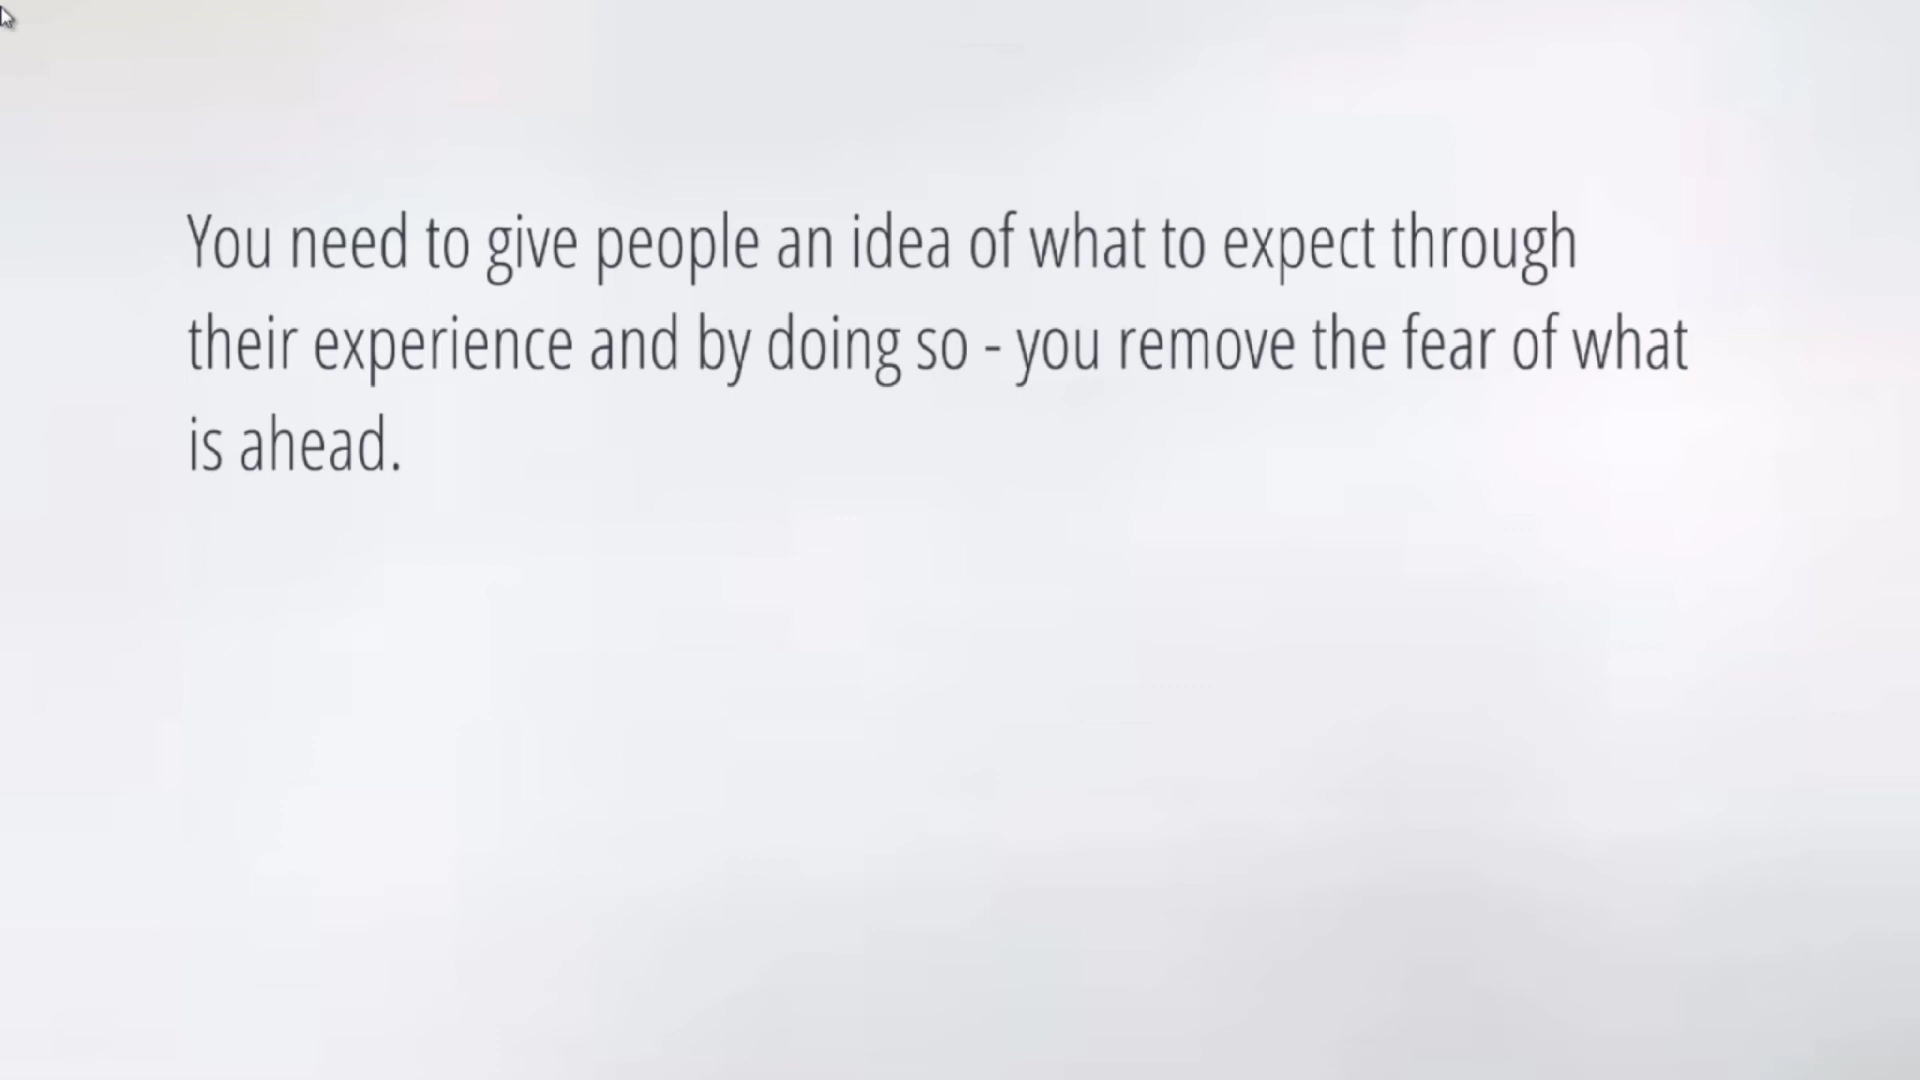 You need to give people an idea of what to expect through
their experience and by doing so - you remove the fear of what
is ahead.